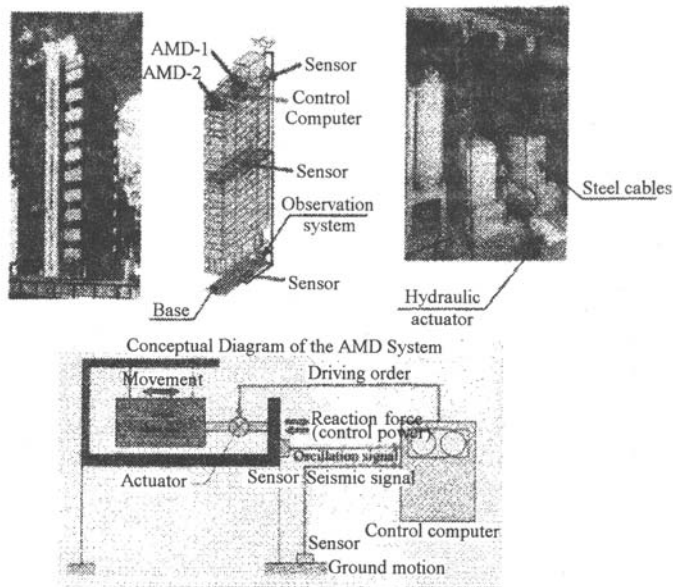 AMD-1
AMD-2
Sensor
Control
Computer
Sensor
Observation
system
Sensor
Base
Steel cables
Hydraulic
actuator
Conceptual Diagram of the AMD System
Movement
Driving order
Reaction force
(control power)
Oscillation signal
Actuator
Sensor
Seismic signal
Control computer
Sensor
Ground motion